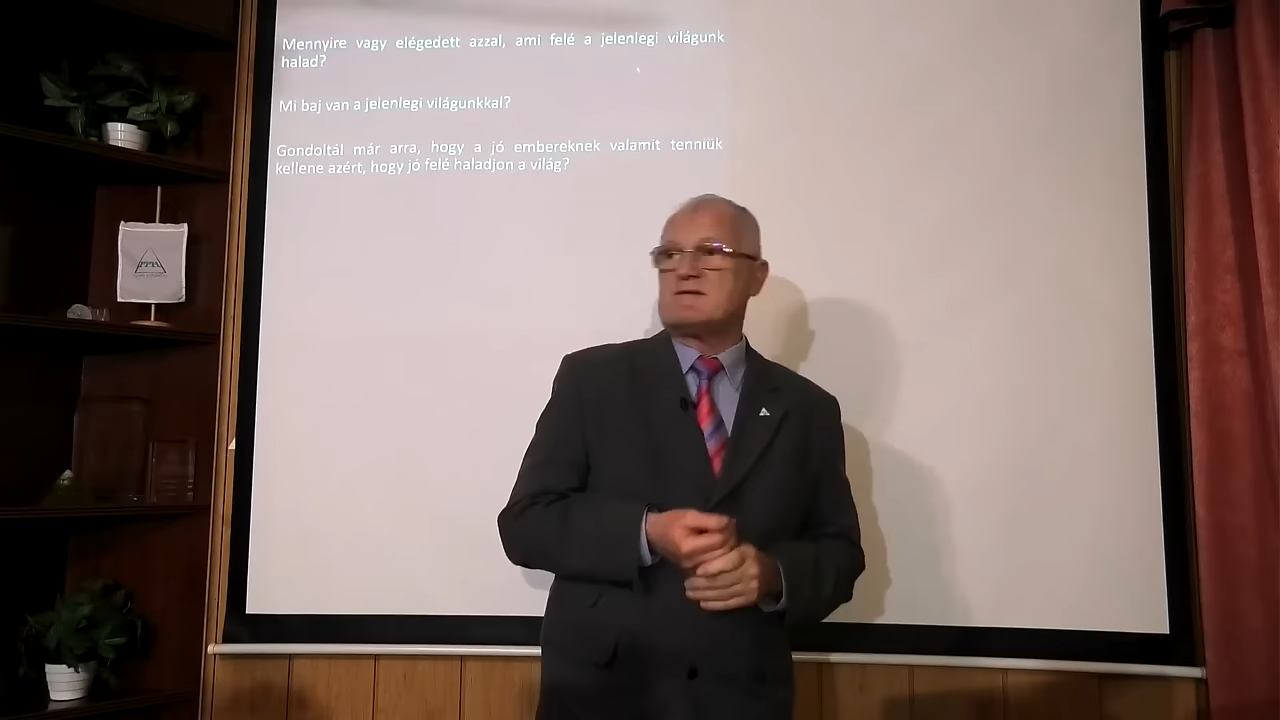 Mennyire vagy elégedett azzal, ami felé a jelenlegi világunk
halad?
Mi baj van a jelenlegi világunkkal?
Gondoltál már arra, hogy a jó embereknek valamit tenniük
kellene azért, hogy jó felé haladjon a világ?